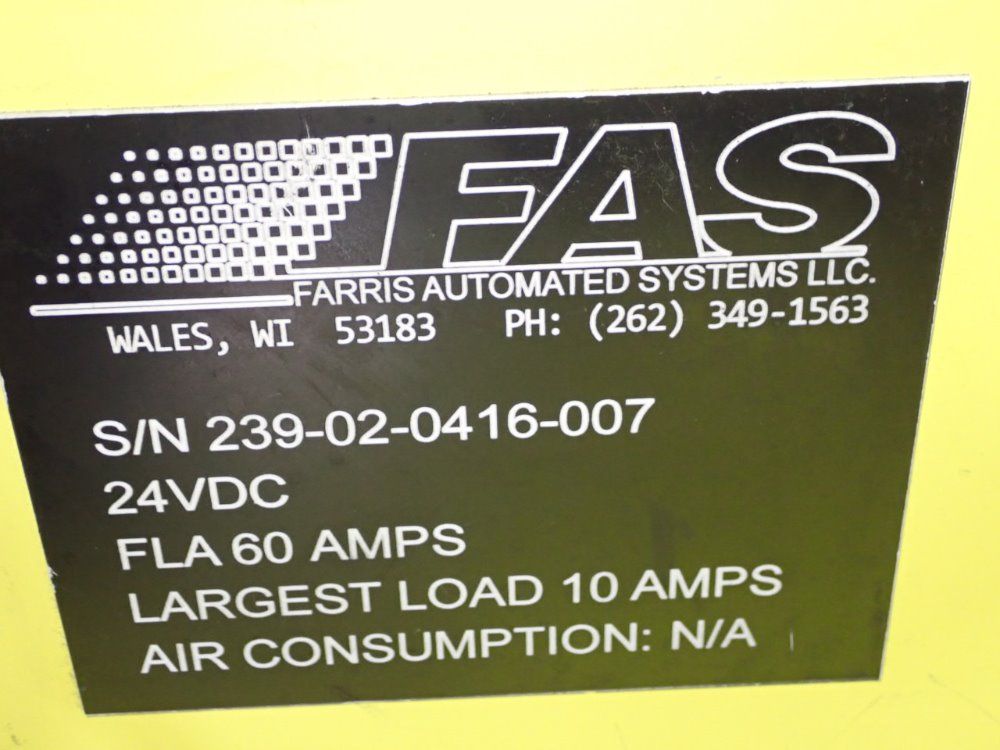 FAS
FARRIS AUTOMATED SYSTEMS LLC.
WALES, WI 53183 PH: (262) 349-1563
S/N 239-02-0416-007
24VDC
FLA 60 AMPS
LARGEST LOAD 10 AMPS
AIR CONSUMPTION: N/A